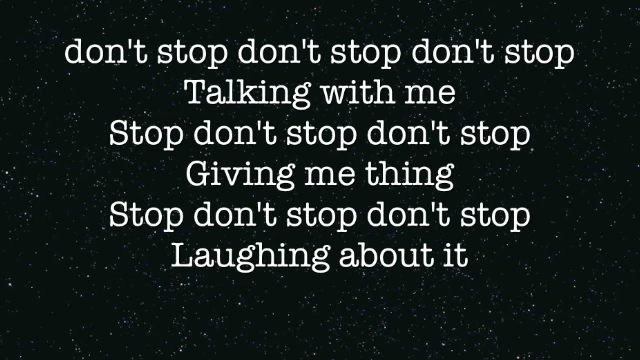 don't stop don't stop don't stop
Talking with me
Stop don't stop don't stop
Giving me thing
Stop don't stop don't stop
Laughing about it